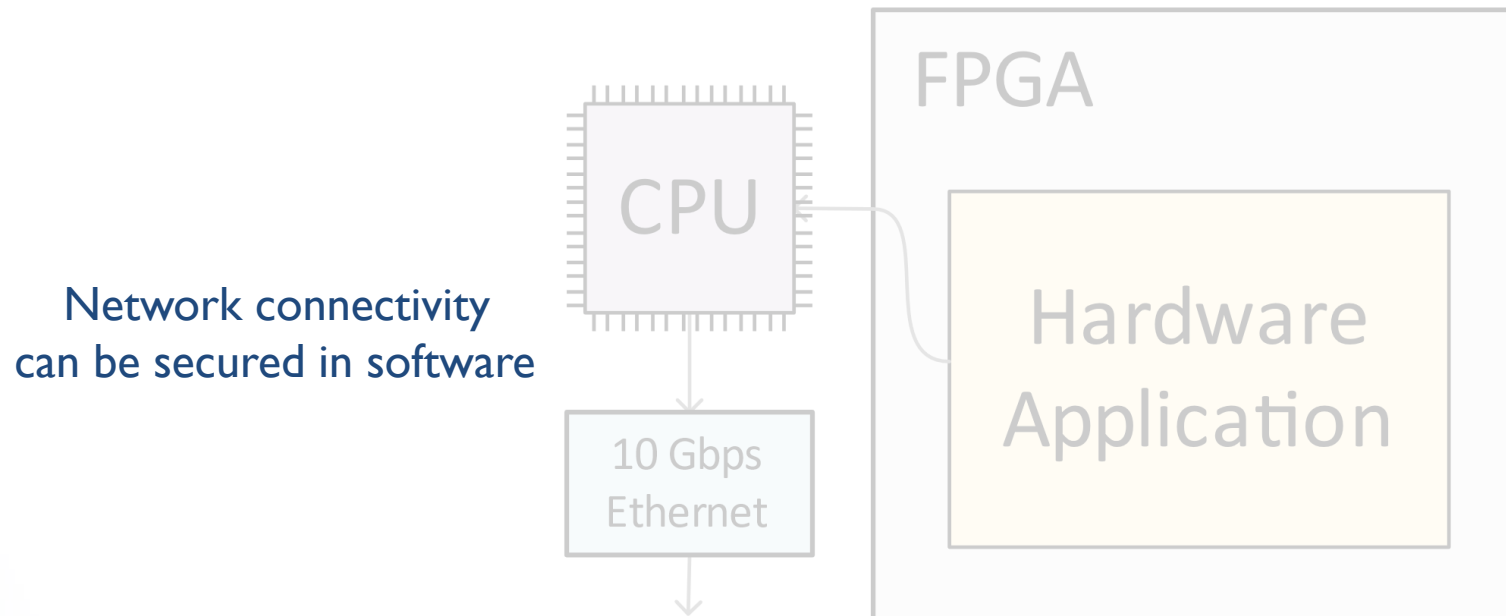 Network connectivity
can be secured in software
CPU
10 Gbps
Ethernet
FPGA
Hardware
Application